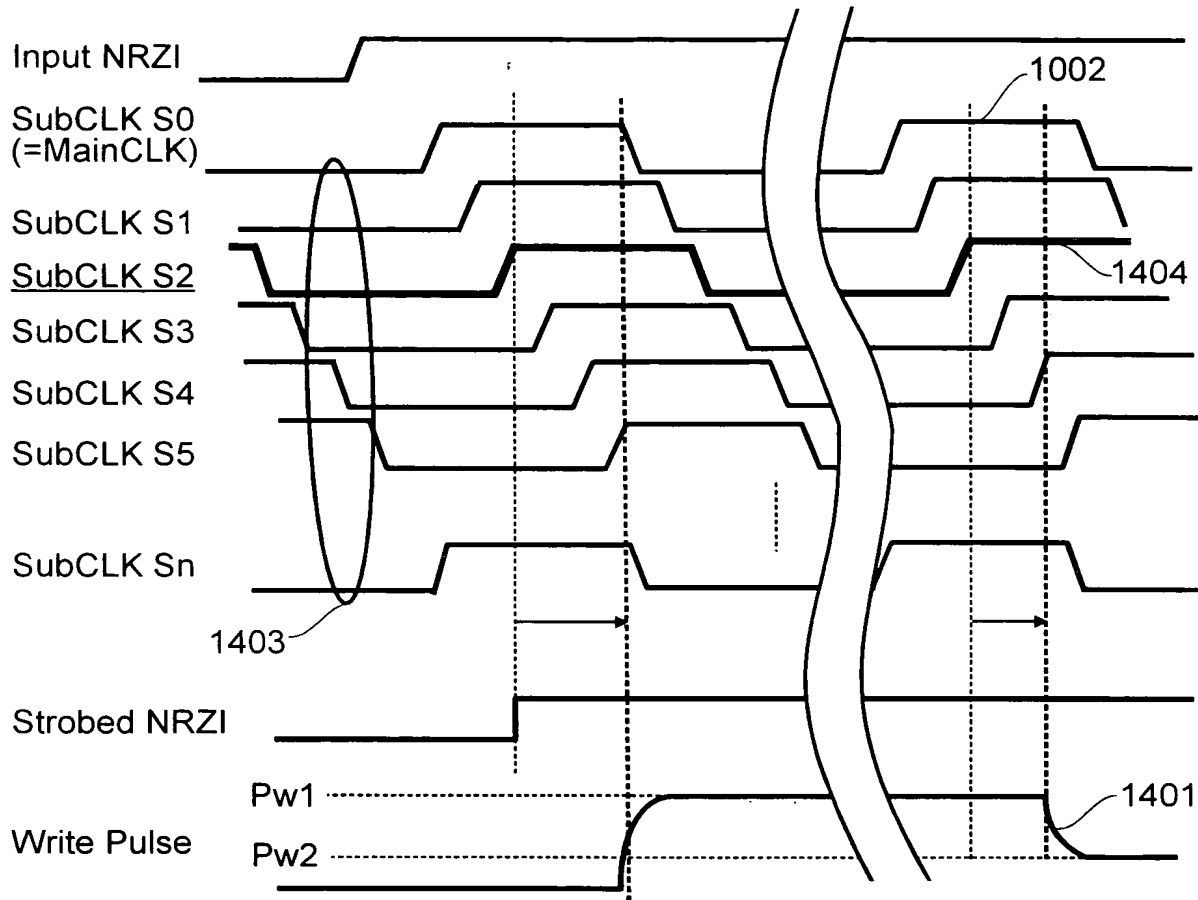 Input NRZI
1002
SubCLK S0
(=MainCLK)
SubCLK S1
SubCLK S2
1404
SubCLK S3
SubCLK S4
SubCLK S5
SubCLK Sn
1403
Strobed NRZI
Pw1
1401
Write Pulse
Pw2